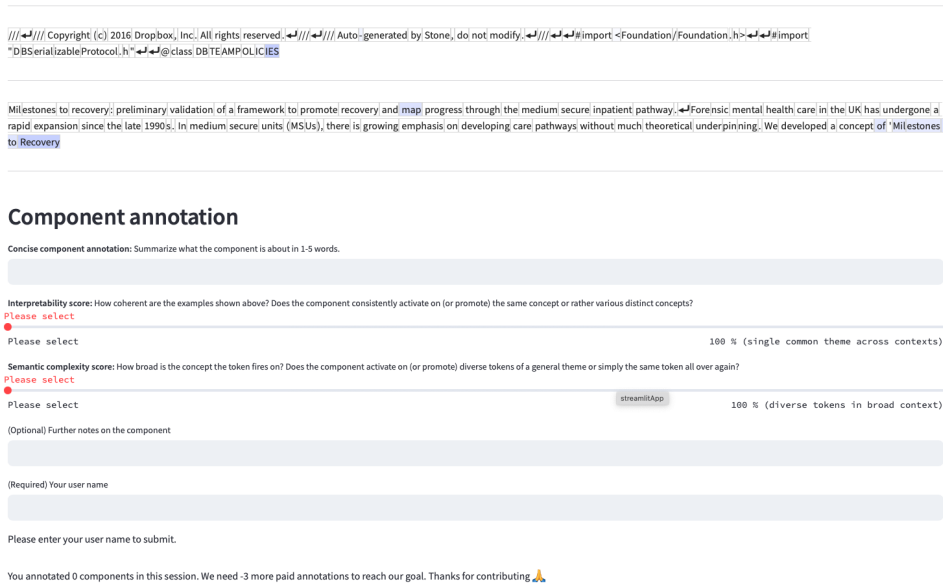 ///↵/// Copyright (c) 2016 Dropbox, Inc. All rights reserved.↵///↵/// Auto-generated by Stone, do not modify.↵///↵↵#import <Foundation/Foundation.h>↵↵#import
"DBSerializableProtocol.h"↵↵@class DBTEAMPOLICIES
Milestones to recovery: preliminary validation of a framework to promote recovery and map progress through the medium secure inpatient pathway.↵Forensic mental health care in the UK has undergone a
rapid expansion since the late 1990s. In medium secure units (MSUs), there is growing emphasis on developing care pathways without much theoretical underpinning. We developed a concept of 'Milestones
to Recovery
Component annotation
Concise component annotation: Summarize what the component is about in 1-5 words.
Interpretability score: How coherent are the examples shown above? Does the component consistently activate on (or promote) the same concept or rather various distinct concepts?
Please select
Please select 100 % (single common theme across contexts)
Semantic complexity score: How broad is the concept the token fires on? Does the component activate on (or promote) diverse tokens of a general theme or simply the same token all over again?
Please select
streamlitApp
Please select 100 % (diverse tokens in broad context)
(Optional) Further notes on the component
(Required) Your user name
Please enter your user name to submit.
You annotated 0 components in this session. We need -3 more paid annotations to reach our goal. Thanks for contributing 🙏